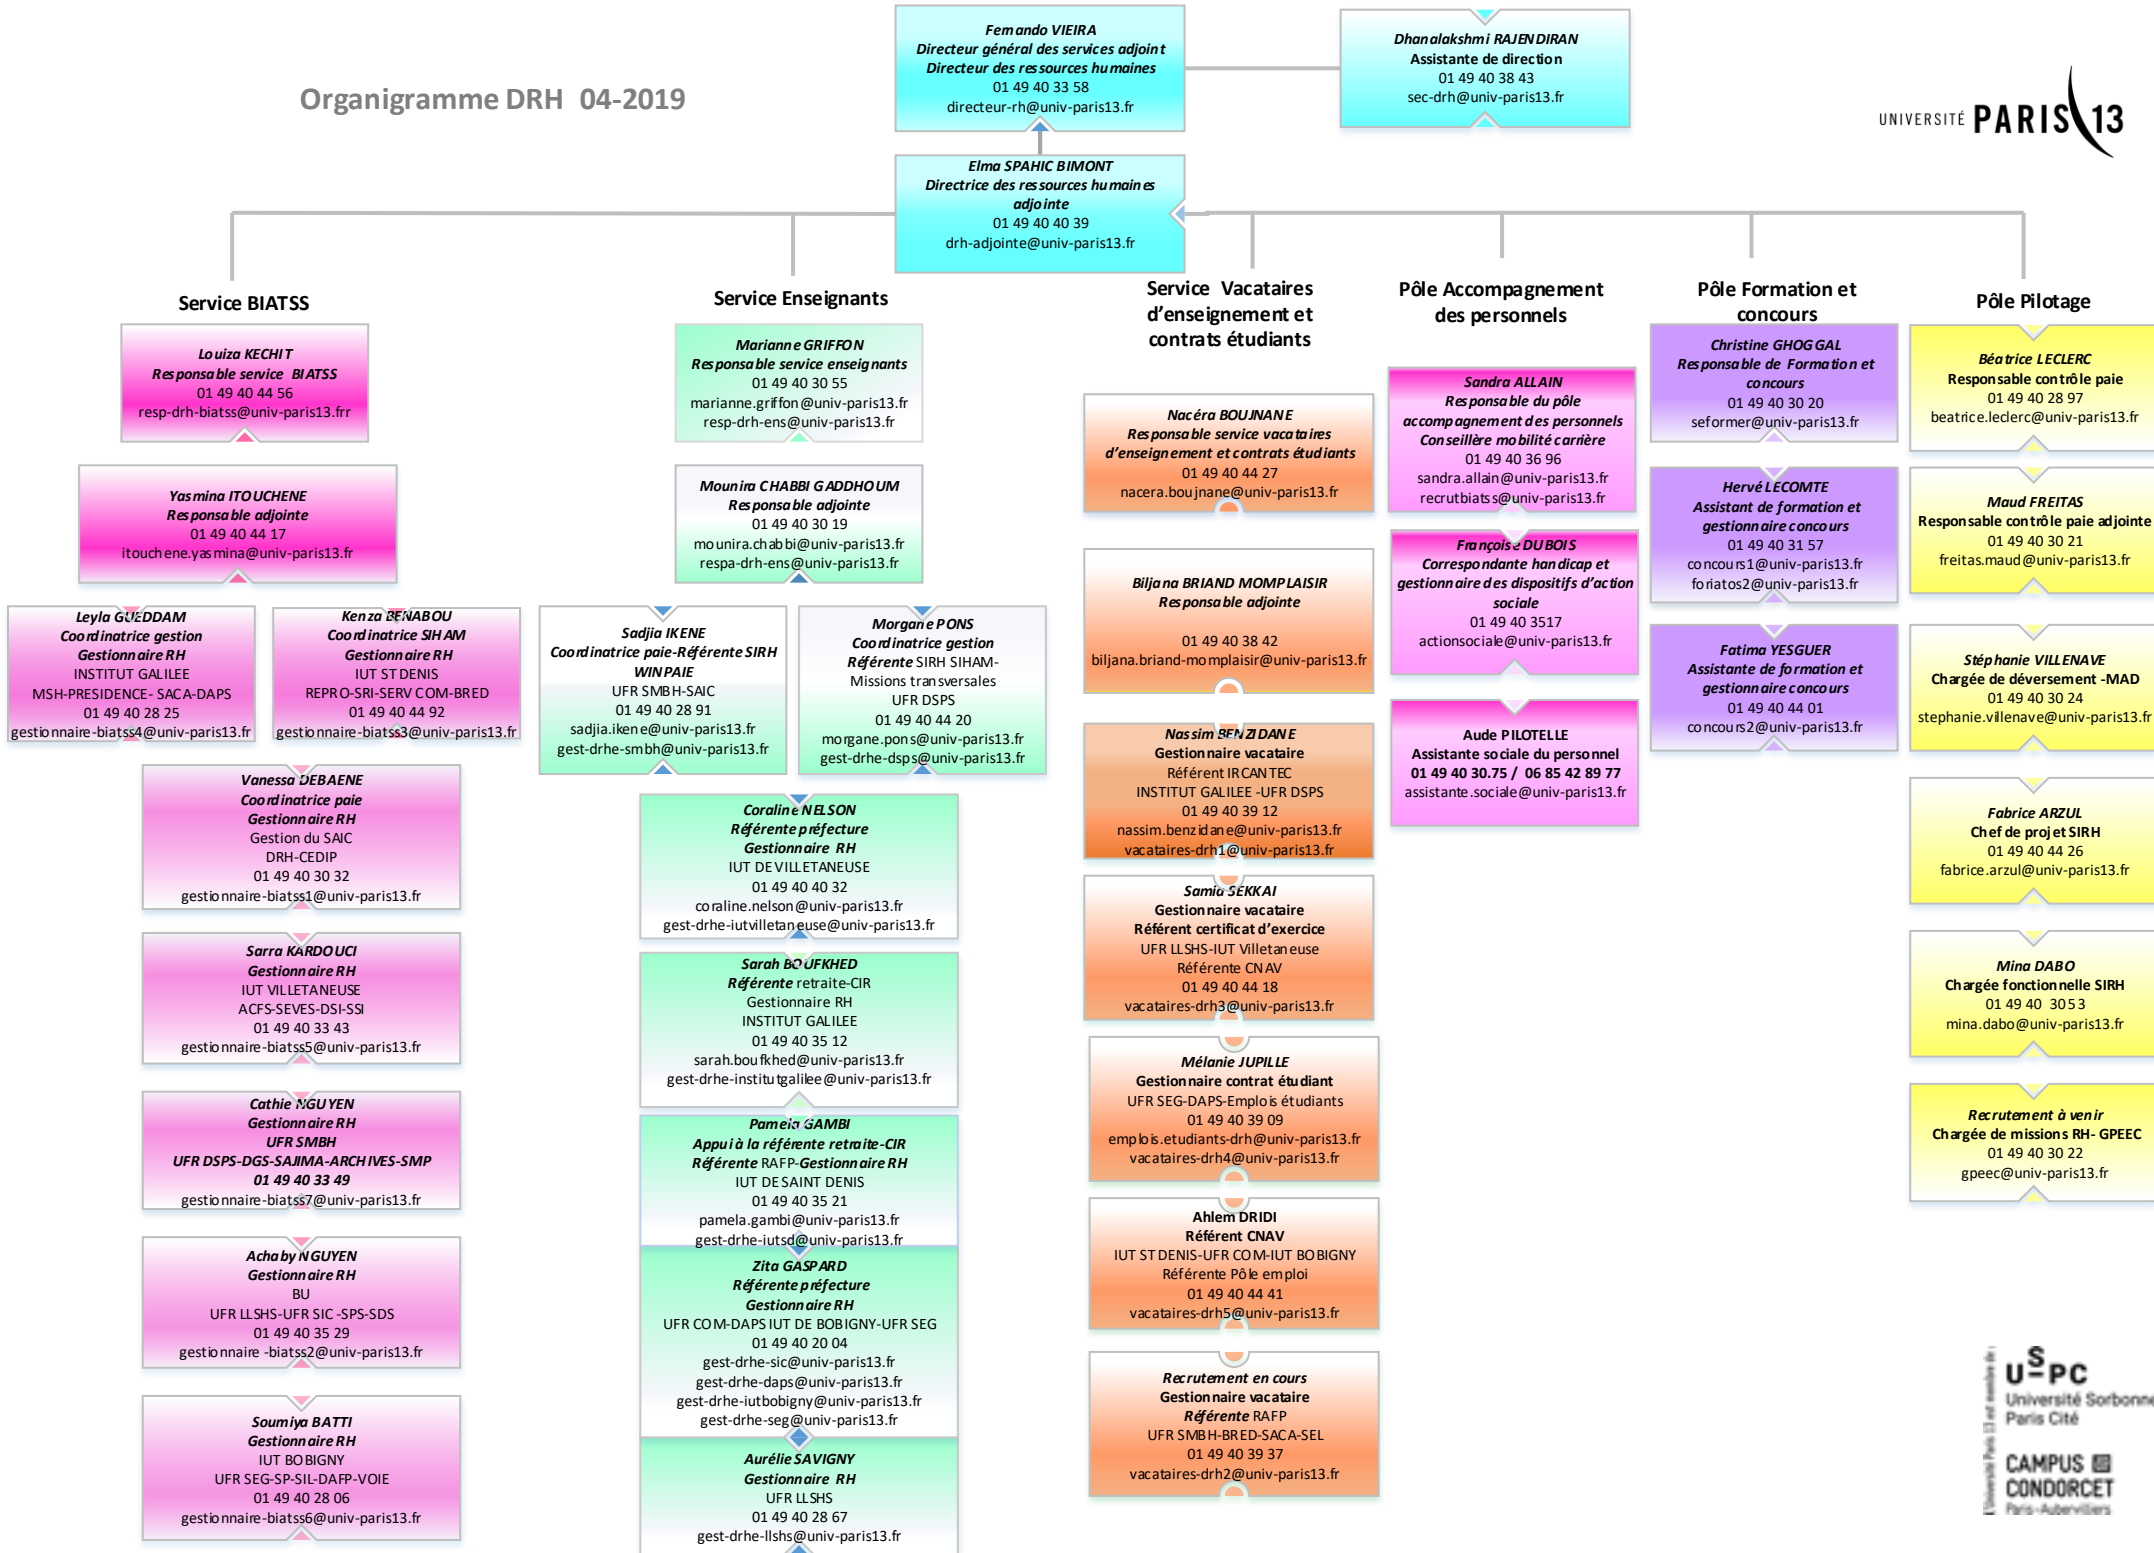 Organigramme DRH 04-2019
Fernando VIEIRA
Directeur général des services adjoint
Directeur des ressources humaines
01 49 40 33 58
directeur-rh@univ-paris13.fr
Dhanalakshmi RAJENDIRAN
Assistante de direction
01 49 40 38 43
sec-drh@univ-paris13.fr
UNIVERSITÉ PARIS 13
Elma SPAHIC BIMONT
Directrice des ressources humaines
adjointe
01 49 40 40 39
drh-adjointe@univ-paris13.fr
Service BIATSS
Louiza KECHIT
Responsable service BIATSS
01 49 40 44 56
resp-drh-biatss@univ-paris13.frr
Yasmina ITOUCHENE
Responsable adjointe
01 49 40 44 17
itouchene.yasmina@univ-paris13.fr
Leyla GUEDDAM
Coordinatrice gestion
Gestionnaire RH
INSTITUT GALILEE
MSH-PRESIDENCE- SACA-DAPS
01 49 40 28 25
gestionnaire-biatss4@univ-paris13.fr
Kenza BENABOU
Coordinatrice SIHAM
Gestionnaire RH
IUT ST DENIS
REPRO-SRI-SERV COM-BRED
01 49 40 44 92
gestionnaire-biatss3@univ-paris13.fr
Vanessa DEBAENE
Coordinatrice paie
Gestionnaire RH
Gestion du SAIC
DRH-CEDIP
01 49 40 30 32
gestionnaire-biatss1@univ-paris13.fr
Sarra KARDOUCI
Gestionnaire RH
IUT VILLETANEUSE
ACFS-SEVES-DSI-SSI
01 49 40 33 43
gestionnaire-biatss5@univ-paris13.fr
Cathie NGUYEN
Gestionnaire RH
UFR SMBH
UFR DSPS-DGS-SAJIMA-ARCHIVES-SMP
01 49 40 33 49
gestionnaire-biatss7@univ-paris13.fr
Achaby NGUYEN
Gestionnaire RH
BU
UFR LLSHS-UFR SIC -SPS-SDS
01 49 40 35 29
gestionnaire -biatss2@univ-paris13.fr
Soumiya BATTI
Gestionnaire RH
IUT BOBIGNY
UFR SEG-SP-SIL-DAFP-VOIE
01 49 40 28 06
gestionnaire-biatss6@univ-paris13.fr
Service Enseignants
Marianne GRIFFON
Responsable service enseignants
01 49 40 30 55
marianne.griffon@univ-paris13.fr
resp-drh-ens@univ-paris13.fr
Mounira CHABBI GADDHOUM
Responsable adjointe
01 49 40 30 19
mounira.chabbi@univ-paris13.fr
respa-drh-ens@univ-paris13.fr
Sadjia IKENE
Coordinatrice paie-Référente SIRH
WINPAIE
UFR SMBH-SAIC
01 49 40 28 91
sadjia.ikene@univ-paris13.fr
gest-drhe-smbh@univ-paris13.fr
Morgane PONS
Coordinatrice gestion
Référente SIRH SIHAM-
Missions transversales
UFR DSPS
01 49 40 44 20
morgane.pons@univ-paris13.fr
gest-drhe-dsps@univ-paris13.fr
Coraline NELSON
Référente préfecture
Gestionnaire RH
IUT DE VILLETANEUSE
01 49 40 40 32
coraline.nelson@univ-paris13.fr
gest-drhe-iutvilletaneuse@univ-paris13.fr
Sarah BOUFKHED
Référente retraite-CIR
Gestionnaire RH
INSTITUT GALILEE
01 49 40 35 12
sarah.boufkhed@univ-paris13.fr
gest-drhe-institutgalilee@univ-paris13.fr
Pamela GAMBI
Appui à la référente retraite-CIR
Référente RAFP-Gestionnaire RH
IUT DE SAINT DENIS
01 49 40 35 21
pamela.gambi@univ-paris13.fr
gest-drhe-iutsd@univ-paris13.fr
Zita GASPARD
Référente préfecture
Gestionnaire RH
UFR COM-DAPS IUT DE BOBIGNY-UFR SEG
01 49 40 20 04
gest-drhe-sic@univ-paris13.fr
gest-drhe-daps@univ-paris13.fr
gest-drhe-iutbobigny@univ-paris13.fr
gest-drhe-seg@univ-paris13.fr
Aurélie SAVIGNY
Gestionnaire RH
UFR LLSHS
01 49 40 28 67
gest-drhe-llshs@univ-paris13.fr
Service Vacataires
d'enseignement et
contrats étudiants
Nacéra BOUJNANE
Responsable service vacataires
d'enseignement et contrats étudiants
01 49 40 44 27
nacera.boujnane@univ-paris13.fr
Biljana BRIAND MOMPLAISIR
Responsable adjointe
01 49 40 38 42
biljana.briand-momplaisir@univ-paris13.fr
Nassim BENZIDANE
Gestionnaire vacataire
Référent IRCANTEC
INSTITUT GALILEE -UFR DSPS
01 49 40 39 12
nassim.benzidane@univ-paris13.fr
vacataires-drh1@univ-paris13.fr
Samia SEKKAI
Gestionnaire vacataire
Référent certificat d'exercice
UFR LLSHS-IUT Villetaneuse
Référente CNAV
01 49 40 44 18
vacataires-drh3@univ-paris13.fr
Mélanie JUPILLE
Gestionnaire contrat étudiant
UFR SEG-DAPS-Emplois étudiants
01 49 40 39 09
emplois.etudiants-drh@univ-paris13.fr
vacataires-drh4@univ-paris13.fr
Ahlem DRIDI
Référent CNAV
IUT ST DENIS-UFR COM-IUT BOBIGNY
Référente Pôle emploi
01 49 40 44 41
vacataires-drh5@univ-paris13.fr
Recrutement en cours
Gestionnaire vacataire
Référente RAFP
UFR SMBH-BRED-SACA-SEL
01 49 40 39 37
vacataires-drh2@univ-paris13.fr
Pôle Accompagnement
des personnels
Sandra ALLAIN
Responsable du pôle
accompagnement des personnels
Conseillère mobilité carrière
01 49 40 36 96
sandra.allain@univ-paris13.fr
recrutbiatss@univ-paris13.fr
Françoise DUBOIS
Correspondante handicap et
gestionnaire des dispositifs d'action
sociale
01 49 40 3517
actionsociale@univ-paris13.fr
Aude PILOTELLE
Assistante sociale du personnel
01 49 40 30.75 / 06 85 42 89 77
assistante.sociale@univ-paris13.fr
Pôle Formation et
concours
Christine GHOGGAL
Responsable de Formation et
concours
01 49 40 30 20
seformer@univ-paris13.fr
Hervé LECOMTE
Assistant de formation et
gestionnaire concours
01 49 40 31 57
concours1@univ-paris13.fr
foriatos2@univ-paris13.fr
Fatima YESGUER
Assistante de formation et
gestionnaire concours
01 49 40 44 01
concours2@univ-paris13.fr
Pôle Pilotage
Béatrice LECLERC
Responsable contrôle paie
01 49 40 28 97
beatrice.leclerc@univ-paris13.fr
Maud FREITAS
Responsable contrôle paie adjointe
01 49 40 30 21
freitas.maud@univ-paris13.fr
Stéphanie VILLENAVE
Chargée de déversement -MAD
01 49 40 30 24
stephanie.villenave@univ-paris13.fr
Fabrice ARZUL
Chef de projet SIRH
01 49 40 44 26
fabrice.arzul@univ-paris13.fr
Mina DABO
Chargée fonctionnelle SIRH
01 49 40 3053
mina.dabo@univ-paris13.fr
Recrutement à venir
Chargée de missions RH- GPEEC
01 49 40 30 22
gpeec@univ-paris13.fr
L'Université Paris 13 est membre de
USPC
Université Sorbonne
Paris Cité
CAMPUS
CONDORCET
Paris-Aubervilliers